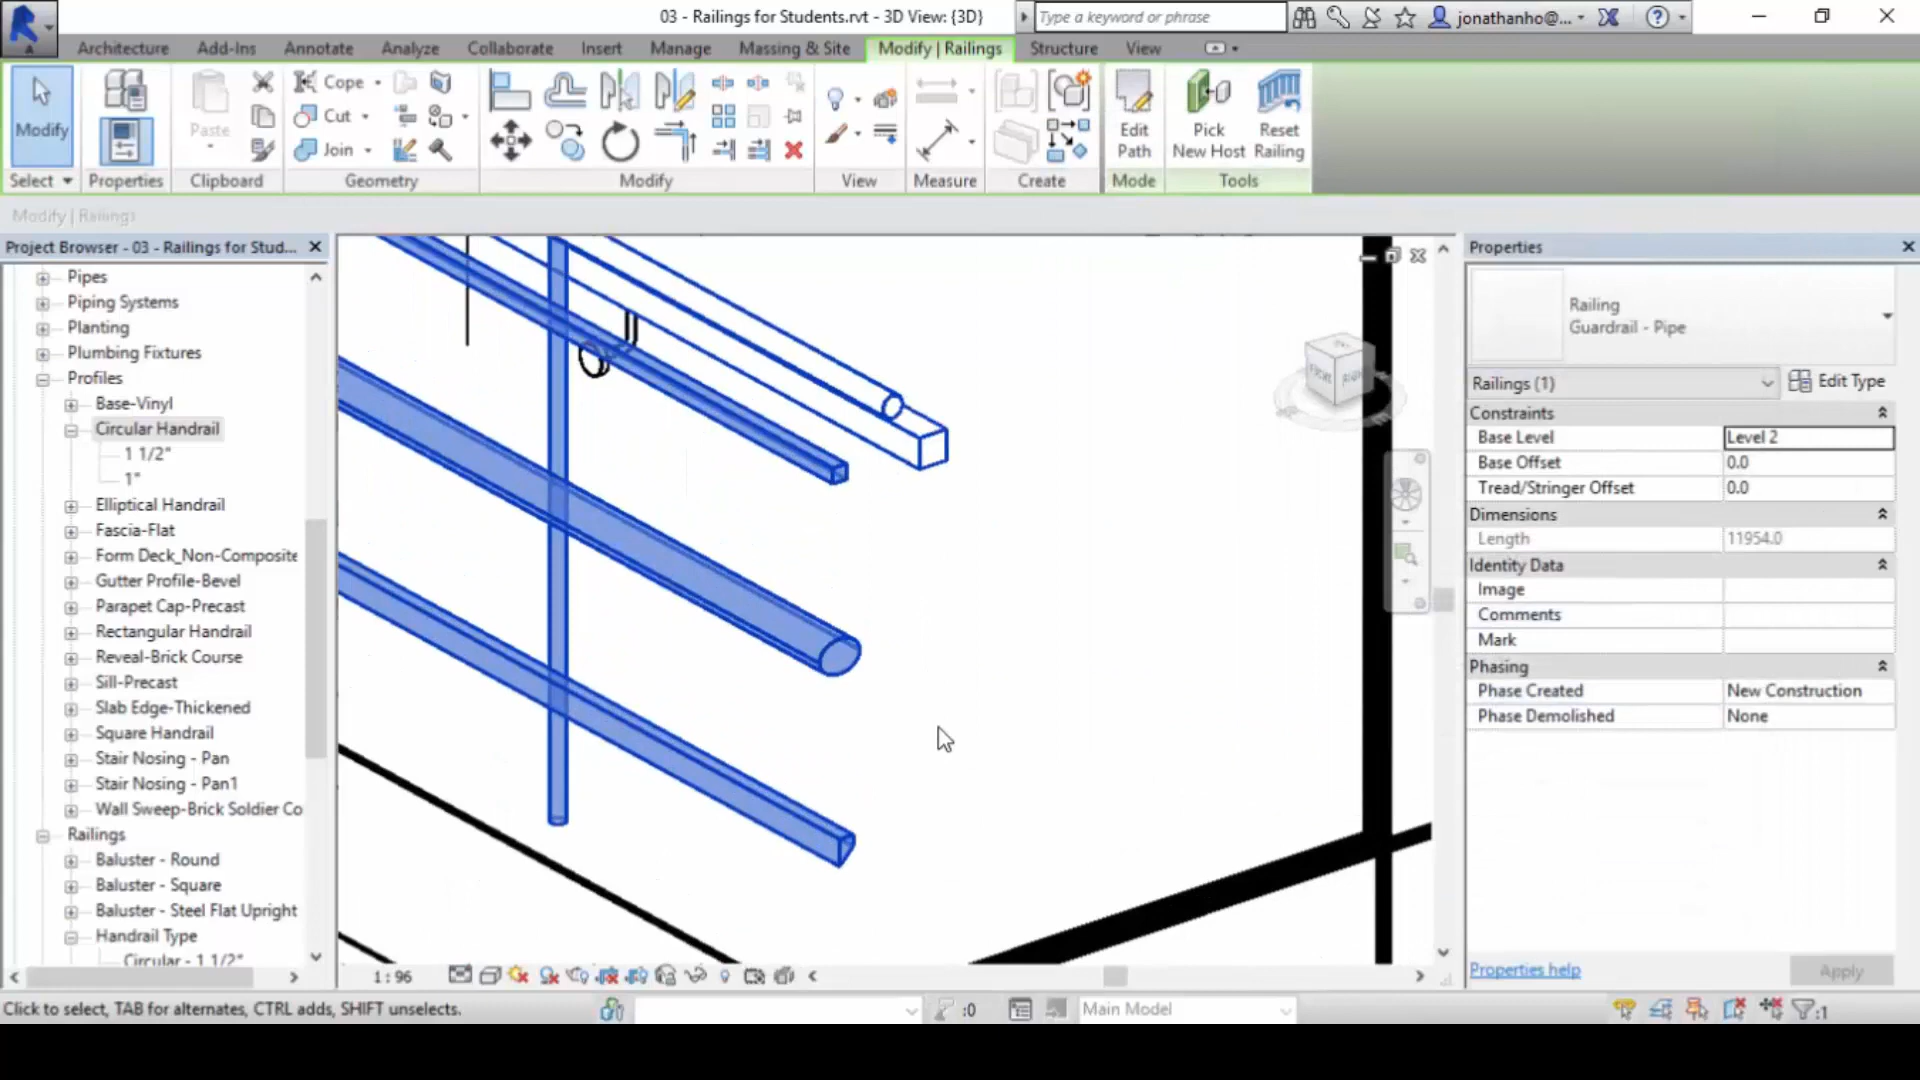 03 - Railings for Students.rvt - 3D View: {3D}
Type a keyword or phrase
jonathanho@...
Architecture Add-Ins Annotate Analyze Collaborate Insert Manage Massing & Site Modify | Railings Structure View
Modify
Paste
Cope
Cut
Join
Edit Path
Pick New Host
Reset Railing
Select Properties Clipboard Geometry Modify View Measure Create Mode Tools
Modify | Railings
Project Browser - 03 - Railings for Stud...
Pipes
Piping Systems
Planting
Plumbing Fixtures
Profiles
Base-Vinyl
Circular Handrail
1 1/2"
1"
Elliptical Handrail
Fascia-Flat
Form Deck_Non-Composite
Gutter Profile-Bevel
Parapet Cap-Precast
Rectangular Handrail
Reveal-Brick Course
Sill-Precast
Slab Edge-Thickened
Square Handrail
Stair Nosing - Pan
Stair Nosing - Pan1
Wall Sweep-Brick Soldier Co
Railings
Baluster - Round
Baluster - Square
Baluster - Steel Flat Upright
Handrail Type
Circular - 1 1/2"
FRONT
Properties
Railing
Guardrail - Pipe
Railings (1)
Edit Type
Constraints
Base Level Level 2
Base Offset 0.0
Tread/Stringer Offset 0.0
Dimensions
Length 11954.0
Identity Data
Image
Comments
Mark
Phasing
Phase Created New Construction
Phase Demolished None
Properties help
Apply
1 : 96
Click to select, TAB for alternates, CTRL adds, SHIFT unselects.
:0
Main Model
:1